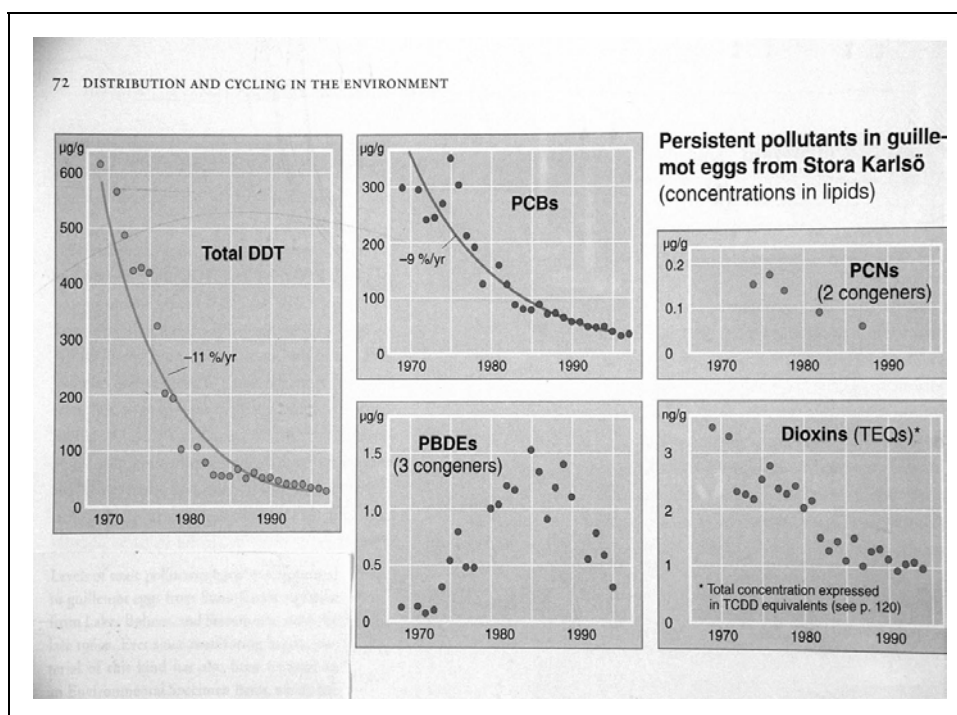 72 DISTRIBUTION AND CYCLING IN THE ENVIRONMENT
µg/g
600
500
400
300
200
100
0
Total DDT
–11 %/yr
1970 1980 1990
µg/g
300
200
100
0
PCBs
–9 %/yr
1970 1980 1990
Persistent pollutants in guille-
mot eggs from Stora Karlsö
(concentrations in lipids)
µg/g
0.2
0.1
0
PCNs
(2 congeners)
1970 1980 1990
µg/g
1.5
1.0
0.5
0
PBDEs
(3 congeners)
1970 1980 1990
ng/g
3
2
1
0
Dioxins (TEQs)*
* Total concentration expressed
in TCDD equivalents (see p. 120)
1970 1980 1990